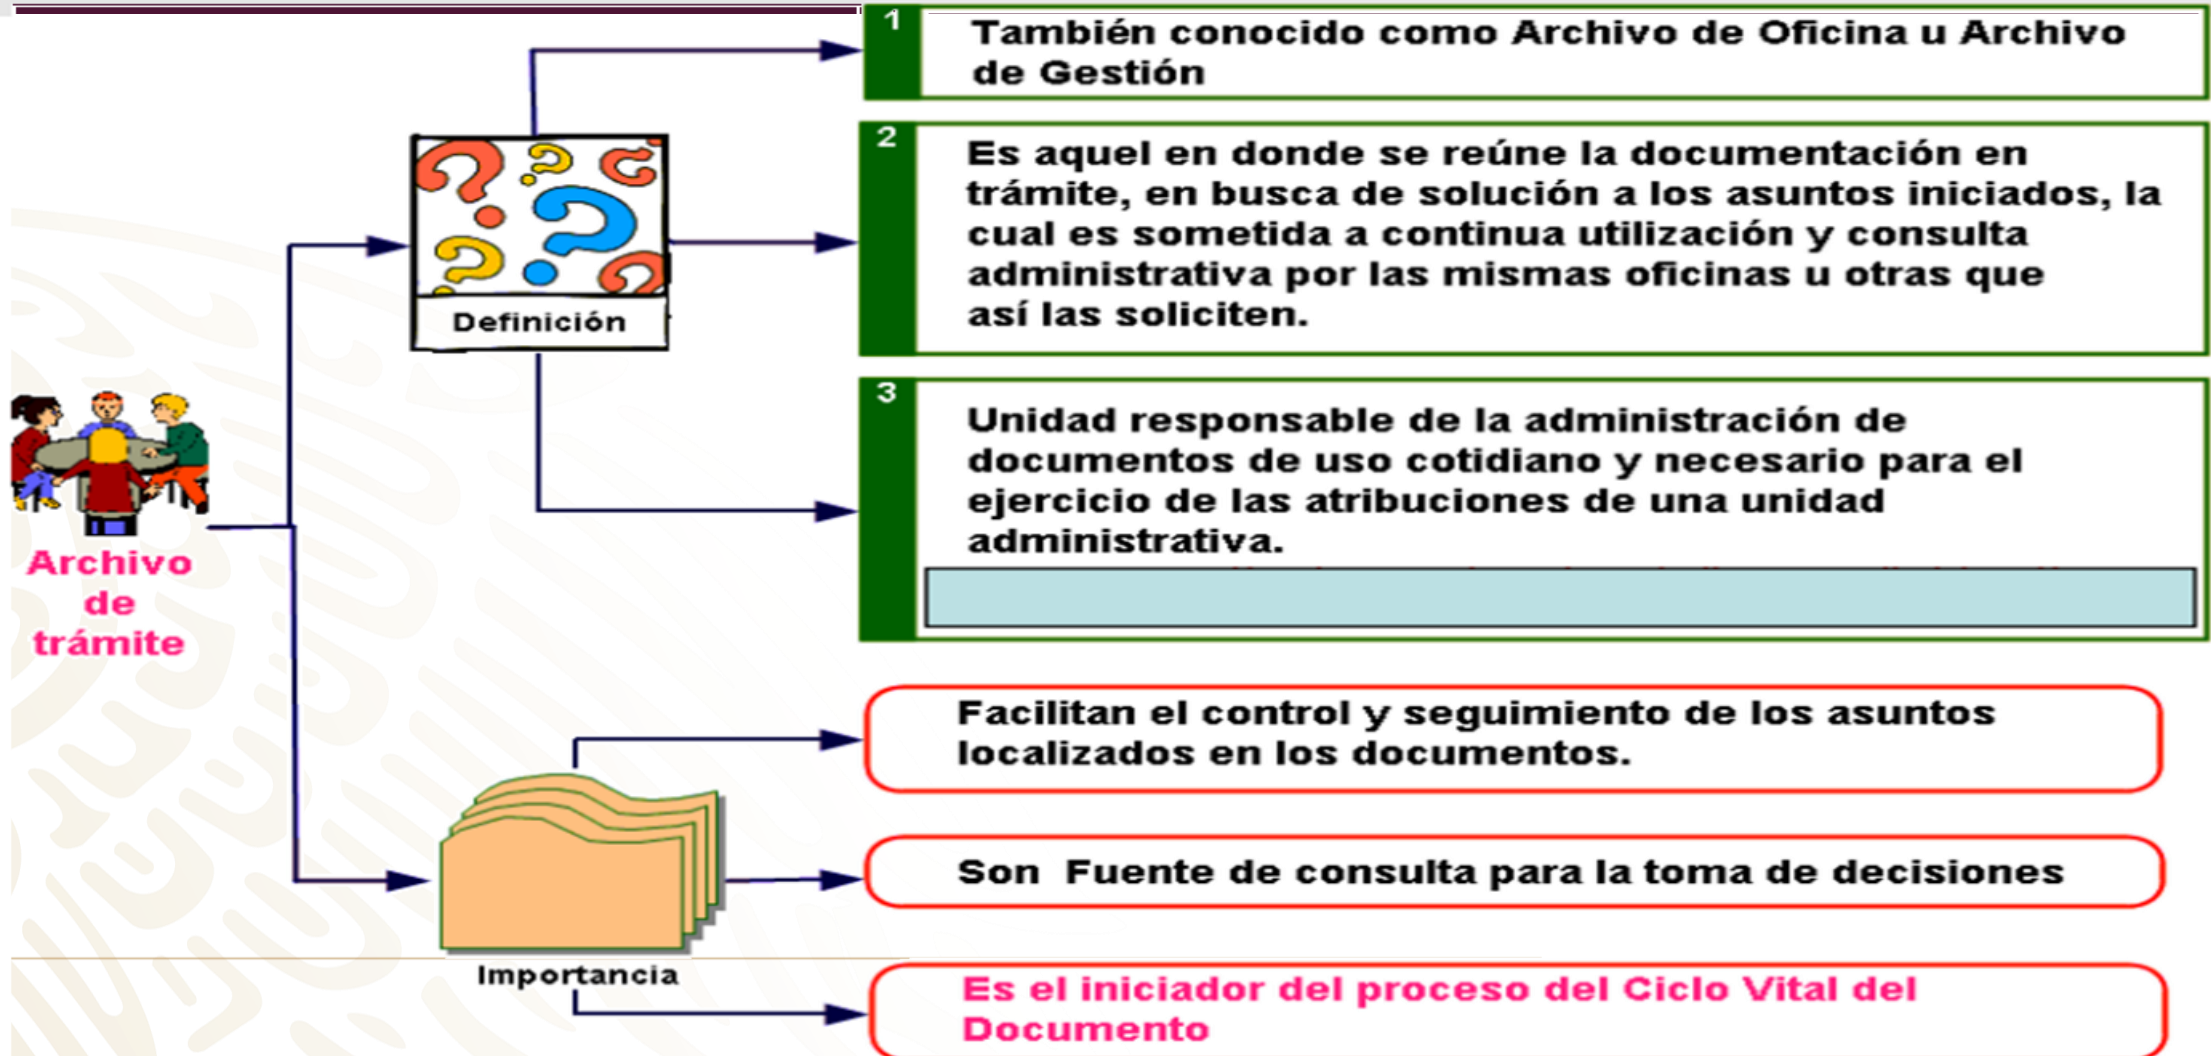 1
También conocido como Archivo de Oficina u Archivo
de Gestión
2
Es aquel en donde se reúne la documentación en
trámite, en busca de solución a los asuntos iniciados, la
cual es sometida a continua utilización y consulta
administrativa por las mismas oficinas u otras que
así las soliciten.
Definición
3
Unidad responsable de la administración de
documentos de uso cotidiano y necesario para el
ejercicio de las atribuciones de una unidad
administrativa.
Archivo
de
trámite
Facilitan el control y seguimiento de los asuntos
localizados en los documentos.
Son Fuente de consulta para la toma de decisiones
Importancia
Es el iniciador del proceso del Ciclo Vital del
Documento